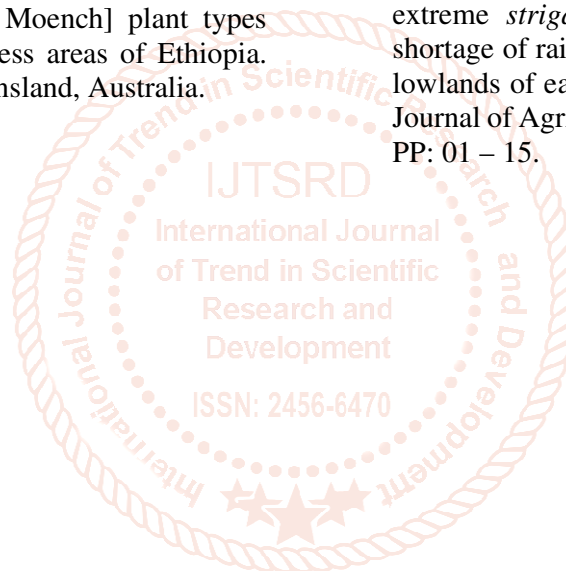 Moench] plant types
ess areas of Ethiopia.
nsland, Australia.
extreme strig
shortage of rai
lowlands of ea
Journal of Agri
PP: 01 – 15.
International Journal of Trend in Scientific Research and Development
IJTSRD
International Journal
of Trend in Scientific
Research and
Development
ISSN: 2456-6470